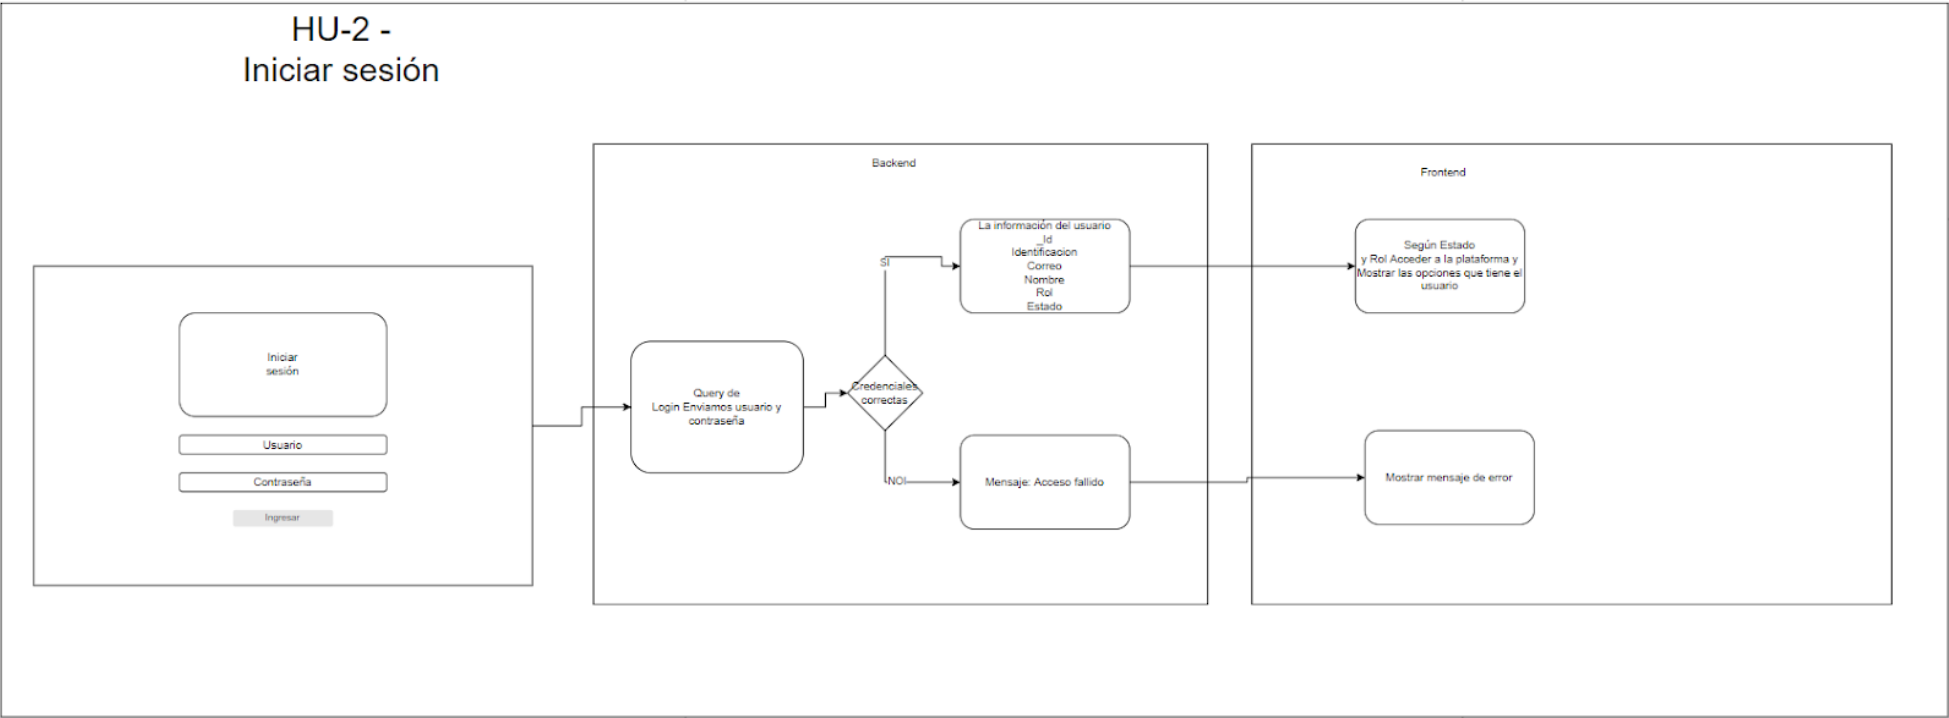 HU-2 -
Iniciar sesión
Iniciar
sesión
Usuario
Contraseña
Ingresar
Backend
Query de
Login Enviamos usuario y
contraseña
Credenciales
correctas
SI
NO
La información del usuario
_Id
Identificacion
Correo
Nombre
Rol
Estado
Mensaje: Acceso fallido
Frontend
Según Estado
y Rol Acceder a la plataforma y
Mostrar las opciones que tiene el
usuario
Mostrar mensaje de error